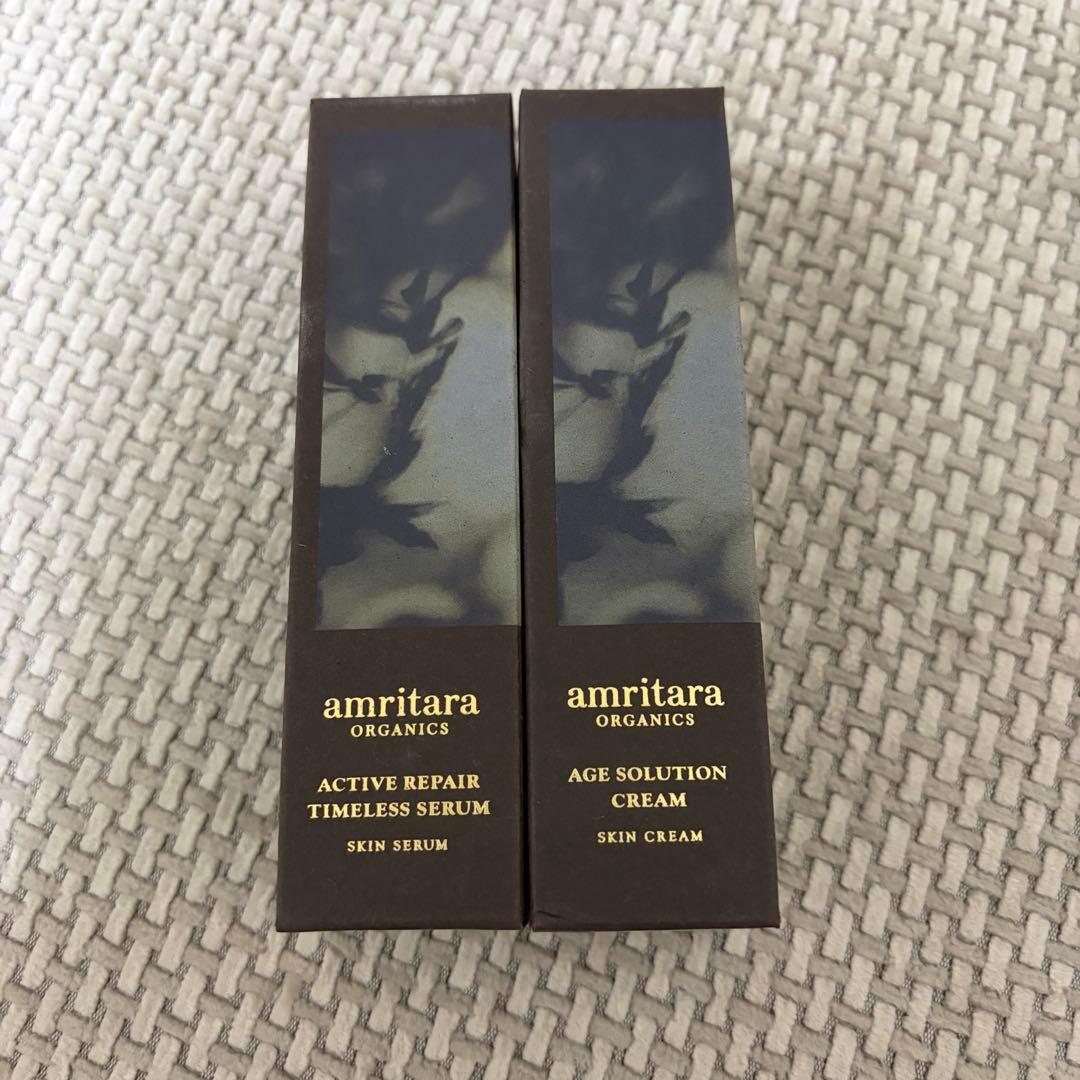 amritara
ORGANICS
ACTIVE REPAIR
TIMELESS SERUM
SKIN SERUM
amritara
ORGANICS
AGE SOLUTION
CREAM
SKIN CREAM